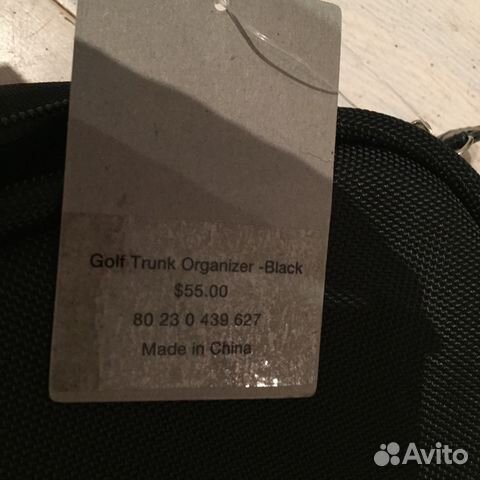 Golf Trunk Organizer -Black
$55.00
80 23 0 439 627
Made in China
Avito